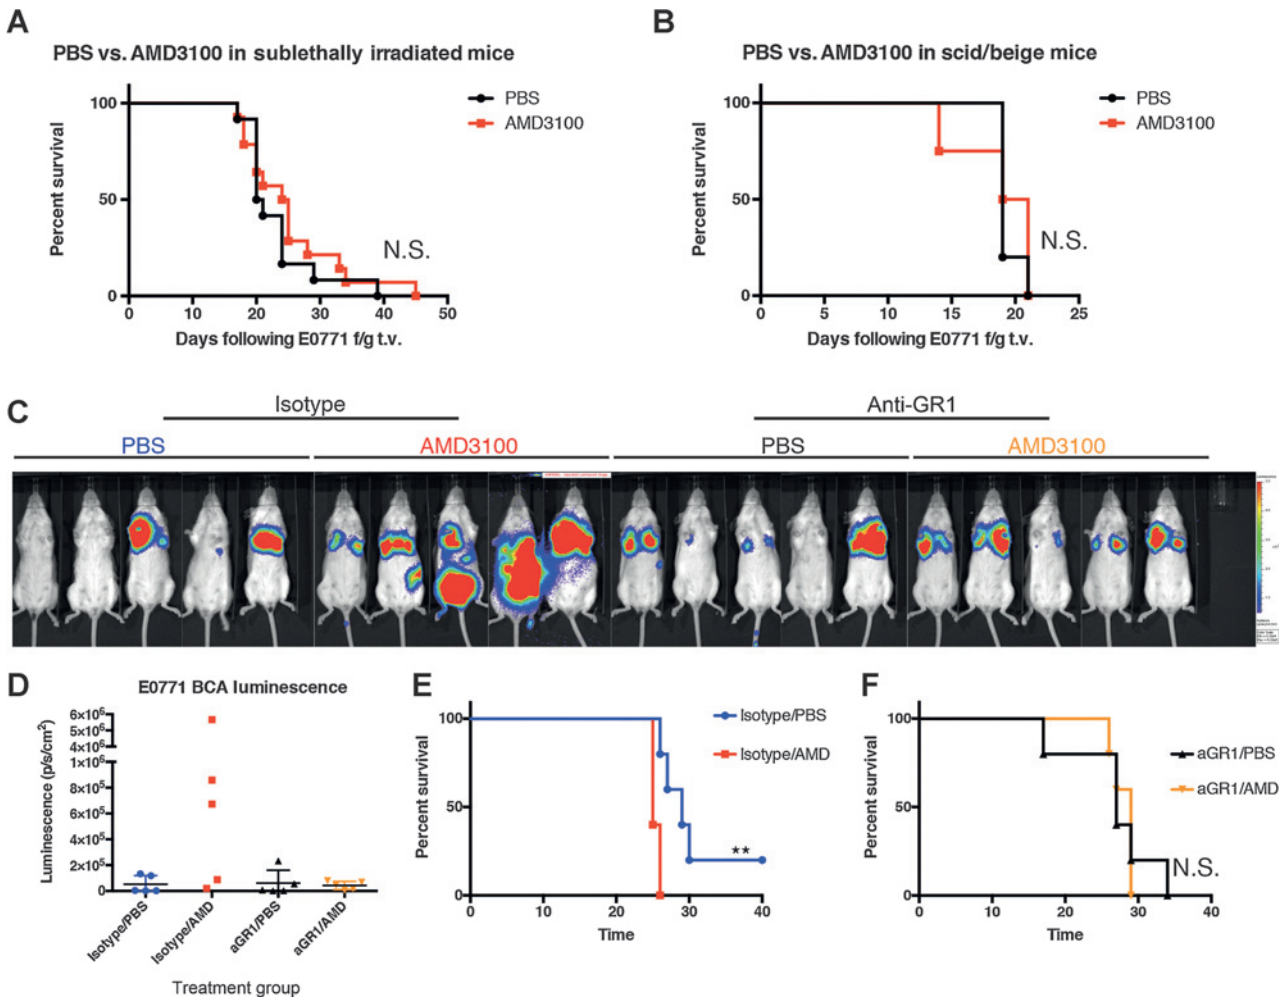 A
PBS vs. AMD3100 in sublethally irradiated mice
PBS
AMD3100
Percent survival
100
50
0
N.S.
0 10 20 30 40 50
Days following E0771 f/g t.v.
B
PBS vs. AMD3100 in scid/beige mice
PBS
AMD3100
Percent survival
100
50
0
N.S.
0 5 10 15 20 25
Days following E0771 f/g t.v.
C
Isotype Anti-GR1
PBS AMD3100 PBS AMD3100
D
E0771 BCA luminescence
Luminescence (p/s/cm²)
6×10⁶
5×10⁶
4×10⁶
1×10⁶
8×10⁵
6×10⁵
4×10⁵
2×10⁵
0
Isotype/PBS
Isotype/AMD
aGR1/PBS
aGR1/AMD
Treatment group
E
Percent survival
100
50
0
Isotype/PBS
Isotype/AMD
**
0 10 20 30 40
Time
F
Percent survival
100
50
0
aGR1/PBS
aGR1/AMD
N.S.
0 10 20 30 40
Time